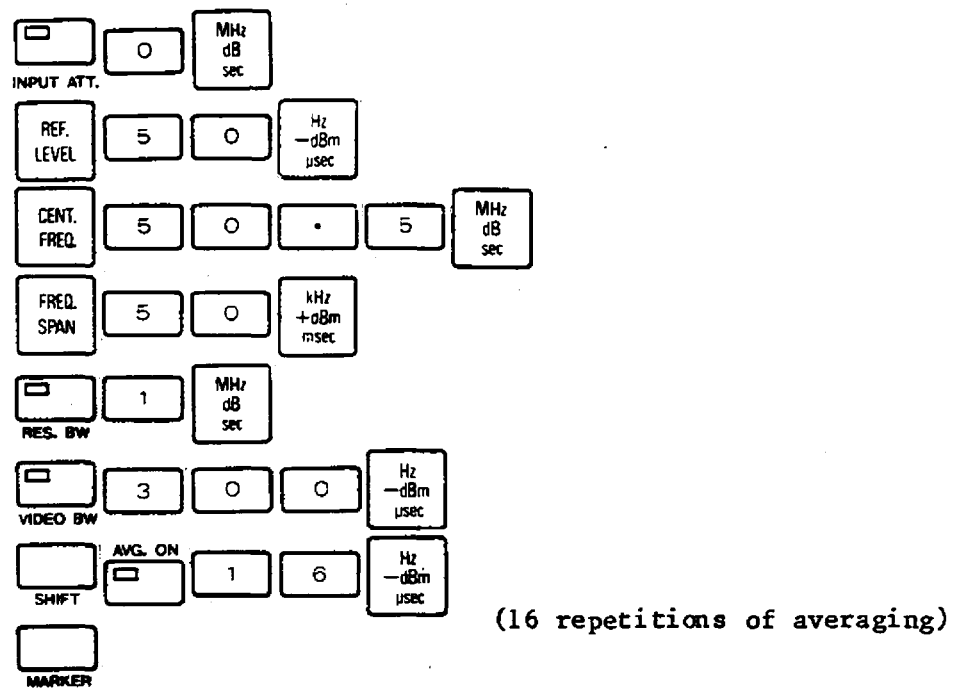 MHz
0 dB
sec
INPUT ATT.
REF. Hz
5 0 −dBm
LEVEL µsec
CENT. MHz
5 0 . 5 dB
FREQ. sec
FREQ. kHz
5 0 +dBm
SPAN msec
MHz
1 dB
sec
RES. BW
Hz
3 0 0 −dBm
µsec
VIDEO BW
AVG. ON Hz
1 6 −dBm
µsec
SHIFT
(16 repetitions of averaging)
MARKER